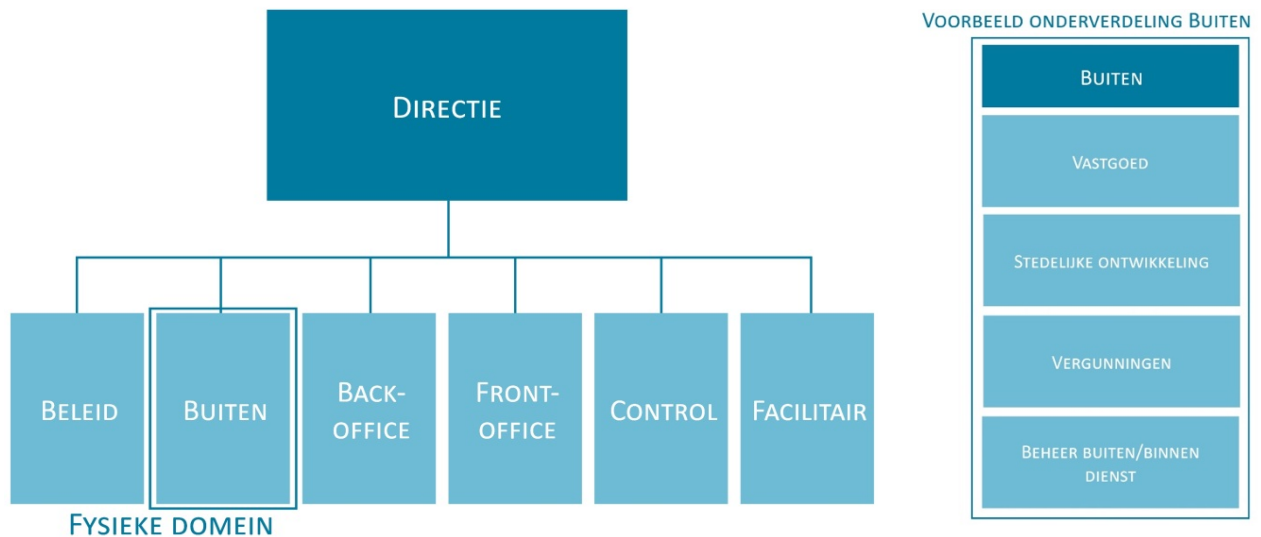 Directie
Beleid
Buiten
Back-
office
Front-
office
Control
Facilitair
Fysieke domein
Voorbeeld onderverdeling Buiten
Buiten
Vastgoed
Stedelijke ontwikkeling
Vergunningen
Beheer buiten/binnen
dienst